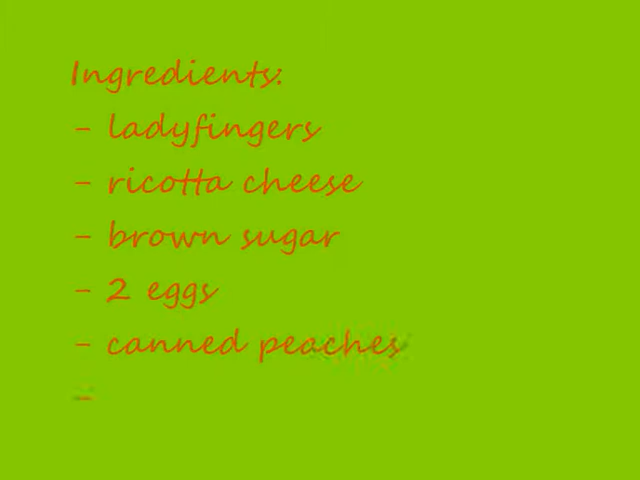 Ingredients:
- ladyfingers
- ricotta cheese
- brown sugar
- 2 eggs
- canned peaches
-